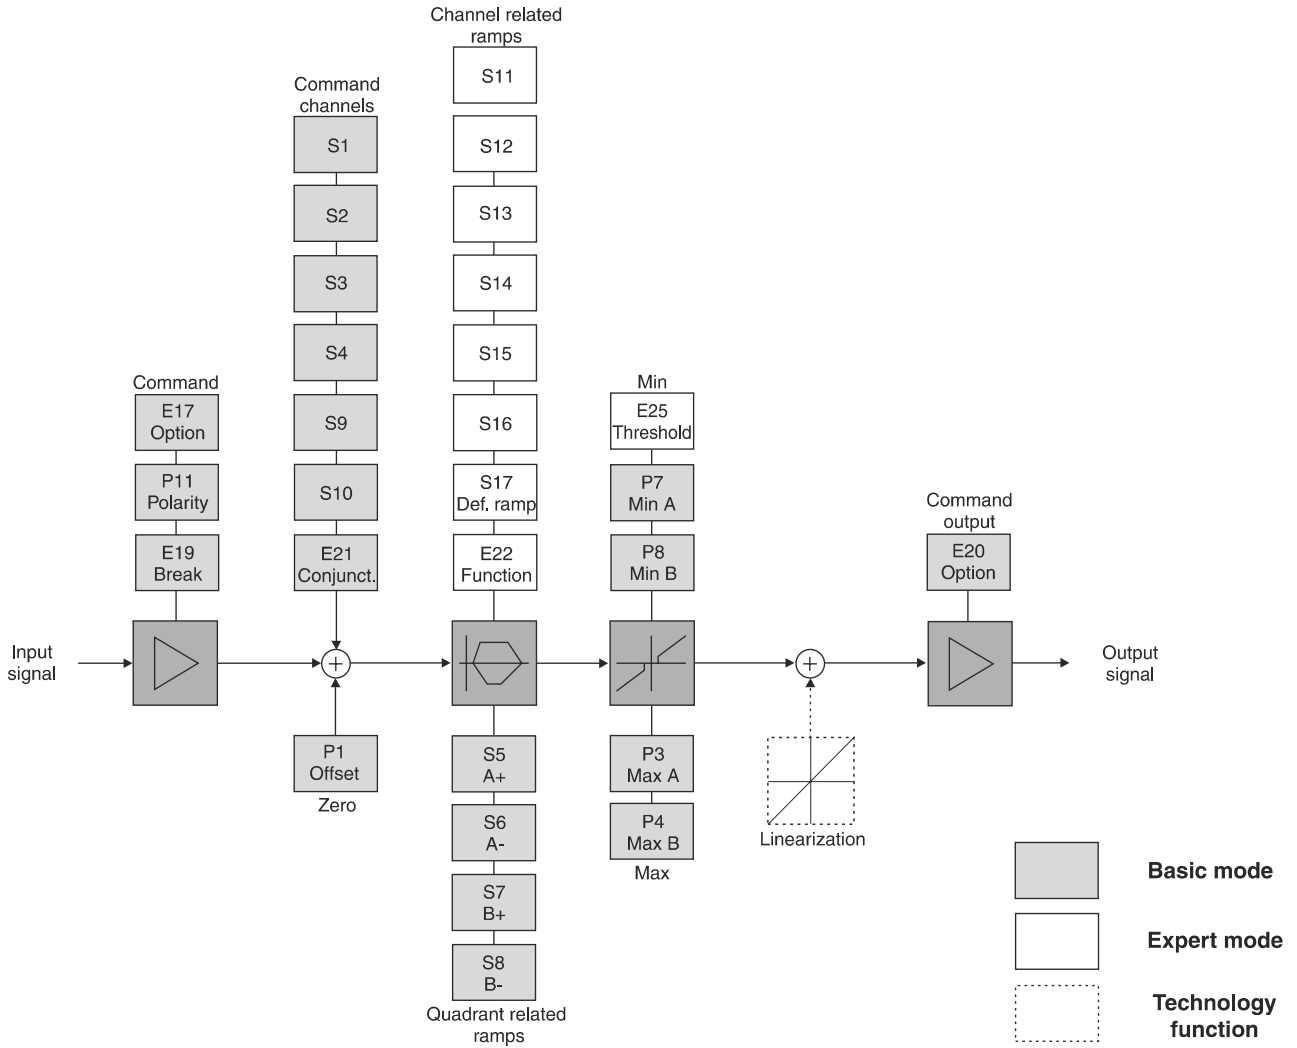 Channel related
ramps
S11
S12
S13
S14
S15
S16
S17
Def. ramp
E22
Function
Command
channels
S1
S2
S3
S4
S9
S10
E21
Conjunct.
Command
E17
Option
P11
Polarity
E19
Break
Min
E25
Threshold
P7
Min A
P8
Min B
Command
output
E20
Option
Input
signal
+
+
Output
signal
P1
Offset
Zero
S5
A+
S6
A-
S7
B+
S8
B-
Quadrant related
ramps
P3
Max A
P4
Max B
Max
Linearization
Basic mode
Expert mode
Technology
function